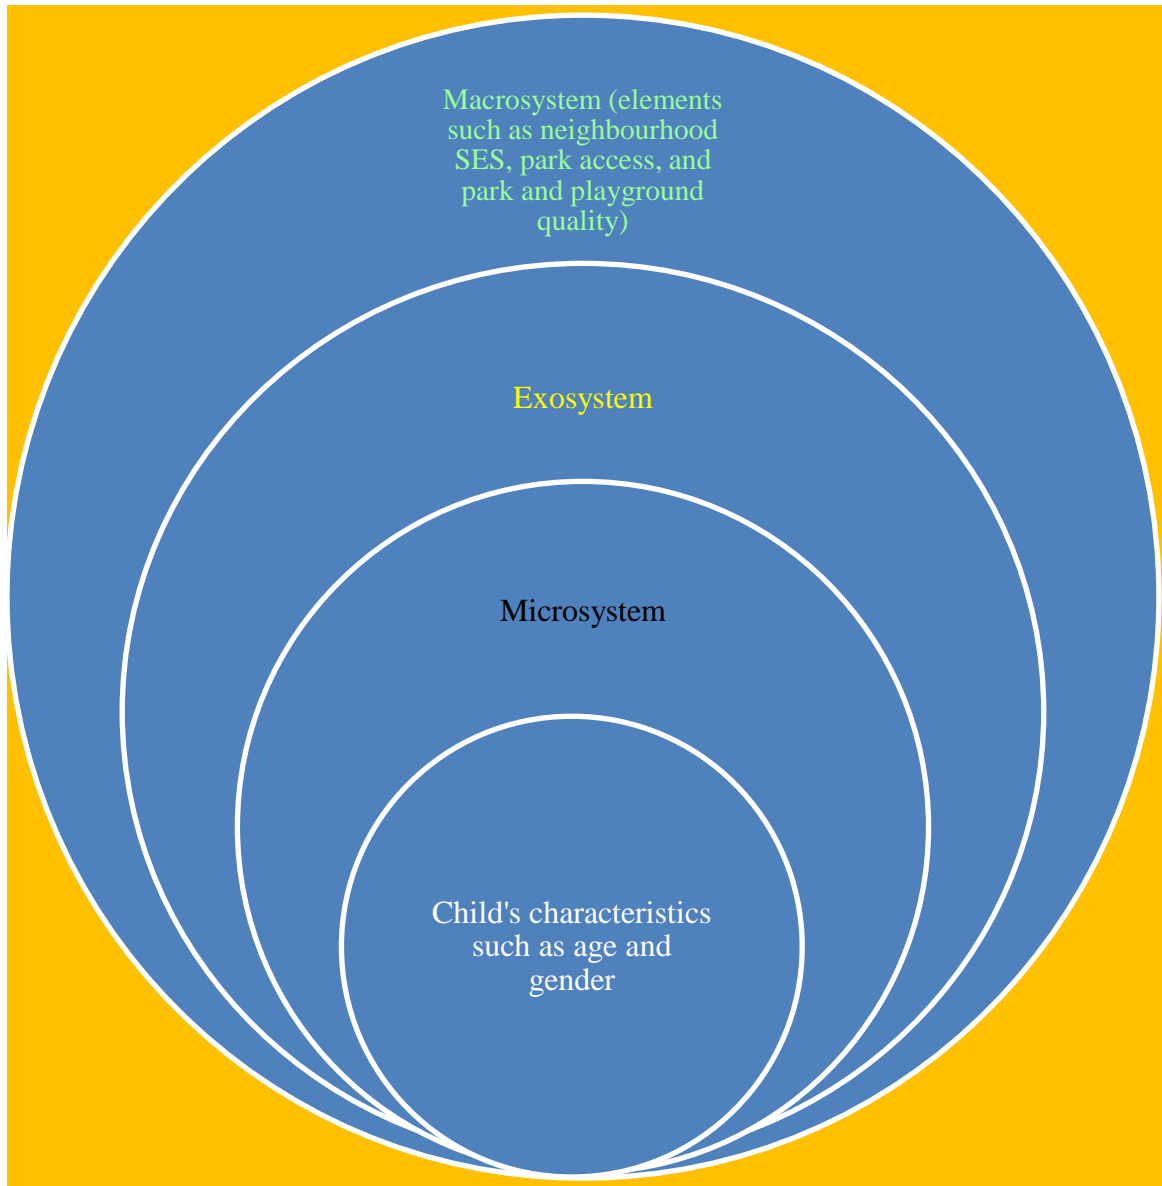 Macrosystem (elements
such as neighbourhood
SES, park access, and
park and playground
quality)
Exosystem
Microsystem
Child's characteristics
such as age and
gender